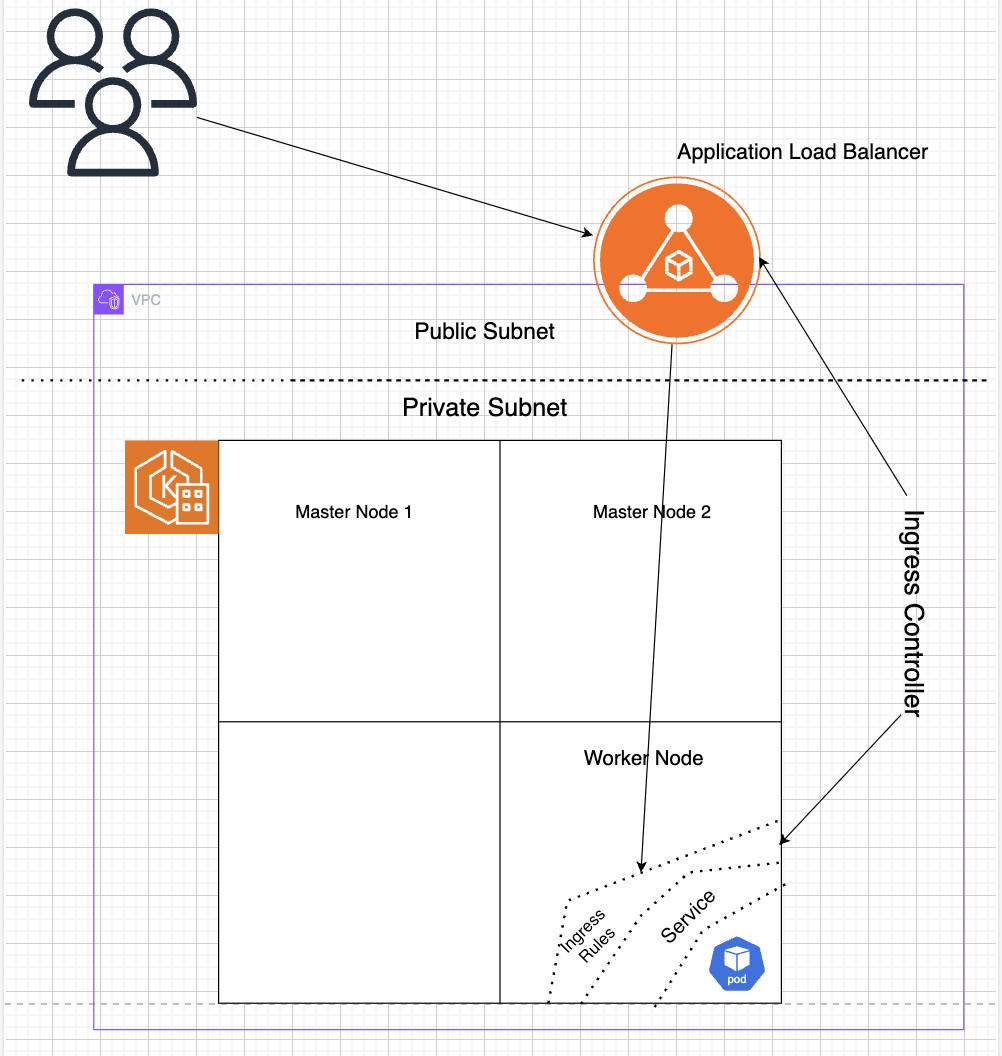 Application Load Balancer
VPC
Public Subnet
Private Subnet
K
Master Node 1
Master Node 2
Ingress Controller
Worker Node
Ingress
Rules
Service
pod